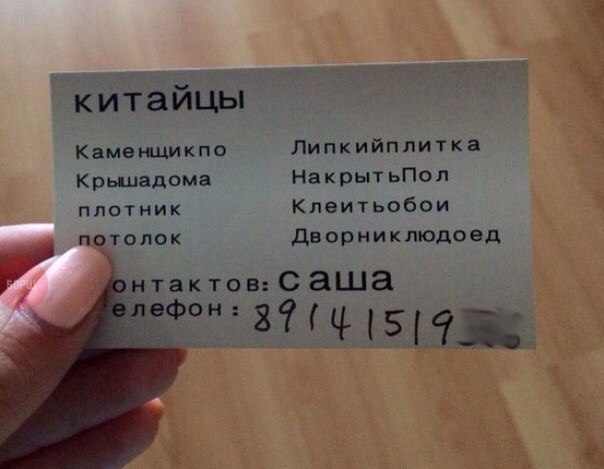 китайцы
Каменщикпо
Крышадома
плотник
потолок
Липкийплитка
НакрытьПол
Клеитьобои
Дворниклюдоед
онтактов: Саша
елефон: 89141519